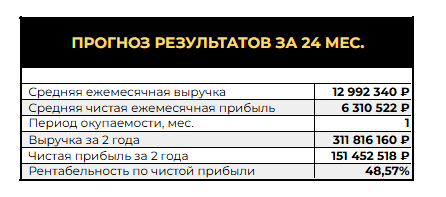 ПРОГНОЗ РЕЗУЛЬТАТОВ ЗА 24 МЕС.
Средняя ежемесячная выручка 12 992 340 ₽
Средняя чистая ежемесячная прибыль 6 310 522 ₽
Период окупаемости, мес. 1
Выручка за 2 года 311 816 160 ₽
Чистая прибыль за 2 года 151 452 518 ₽
Рентабельность по чистой прибыли 48,57%